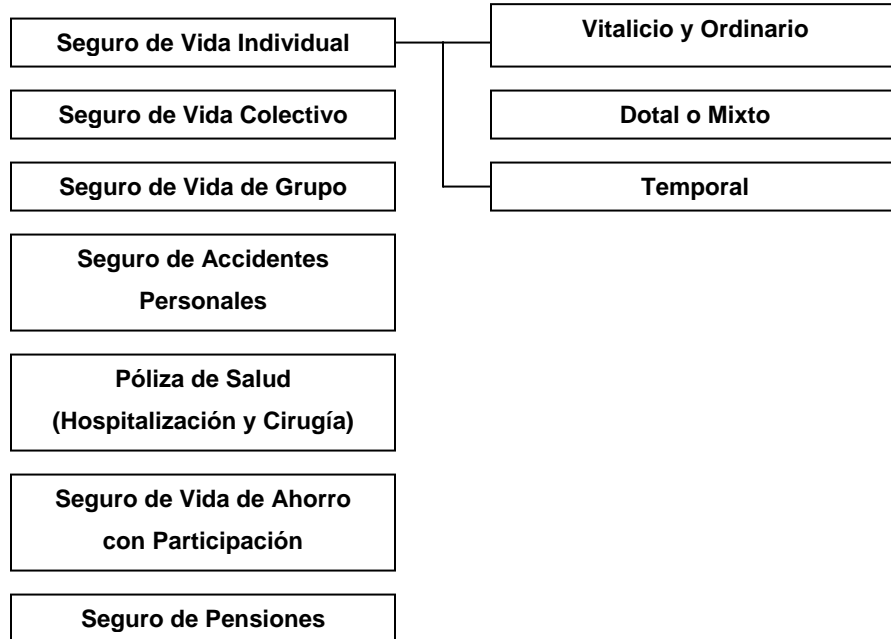 Seguro de Vida Individual
Vitalicio y Ordinario
Seguro de Vida Colectivo
Dotal o Mixto
Seguro de Vida de Grupo
Temporal
Seguro de Accidentes
Personales
Póliza de Salud
(Hospitalización y Cirugía)
Seguro de Vida de Ahorro
con Participación
Seguro de Pensiones